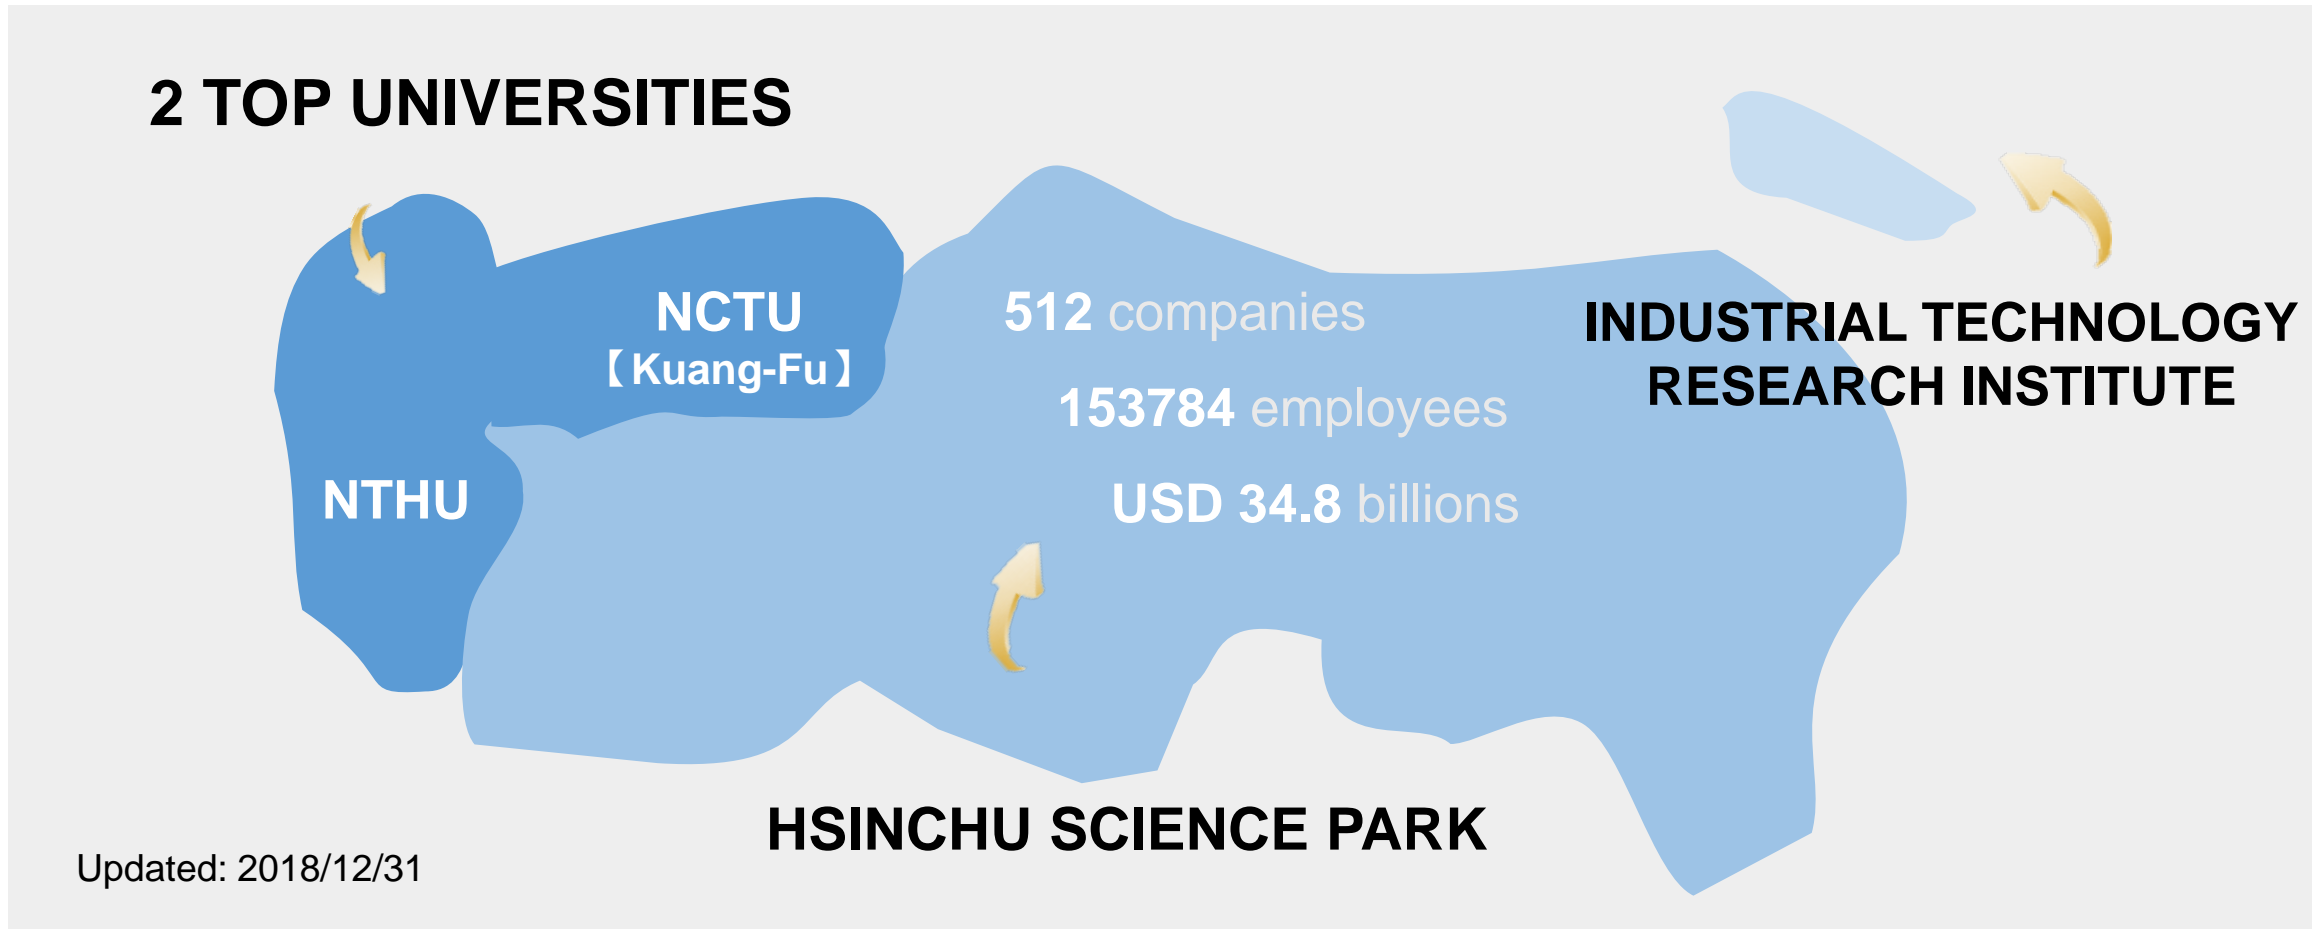 2 TOP UNIVERSITIES
NCTU
【Kuang-Fu】
NTHU
512 companies
153784 employees
USD 34.8 billions
INDUSTRIAL TECHNOLOGY
RESEARCH INSTITUTE
HSINCHU SCIENCE PARK
Updated: 2018/12/31